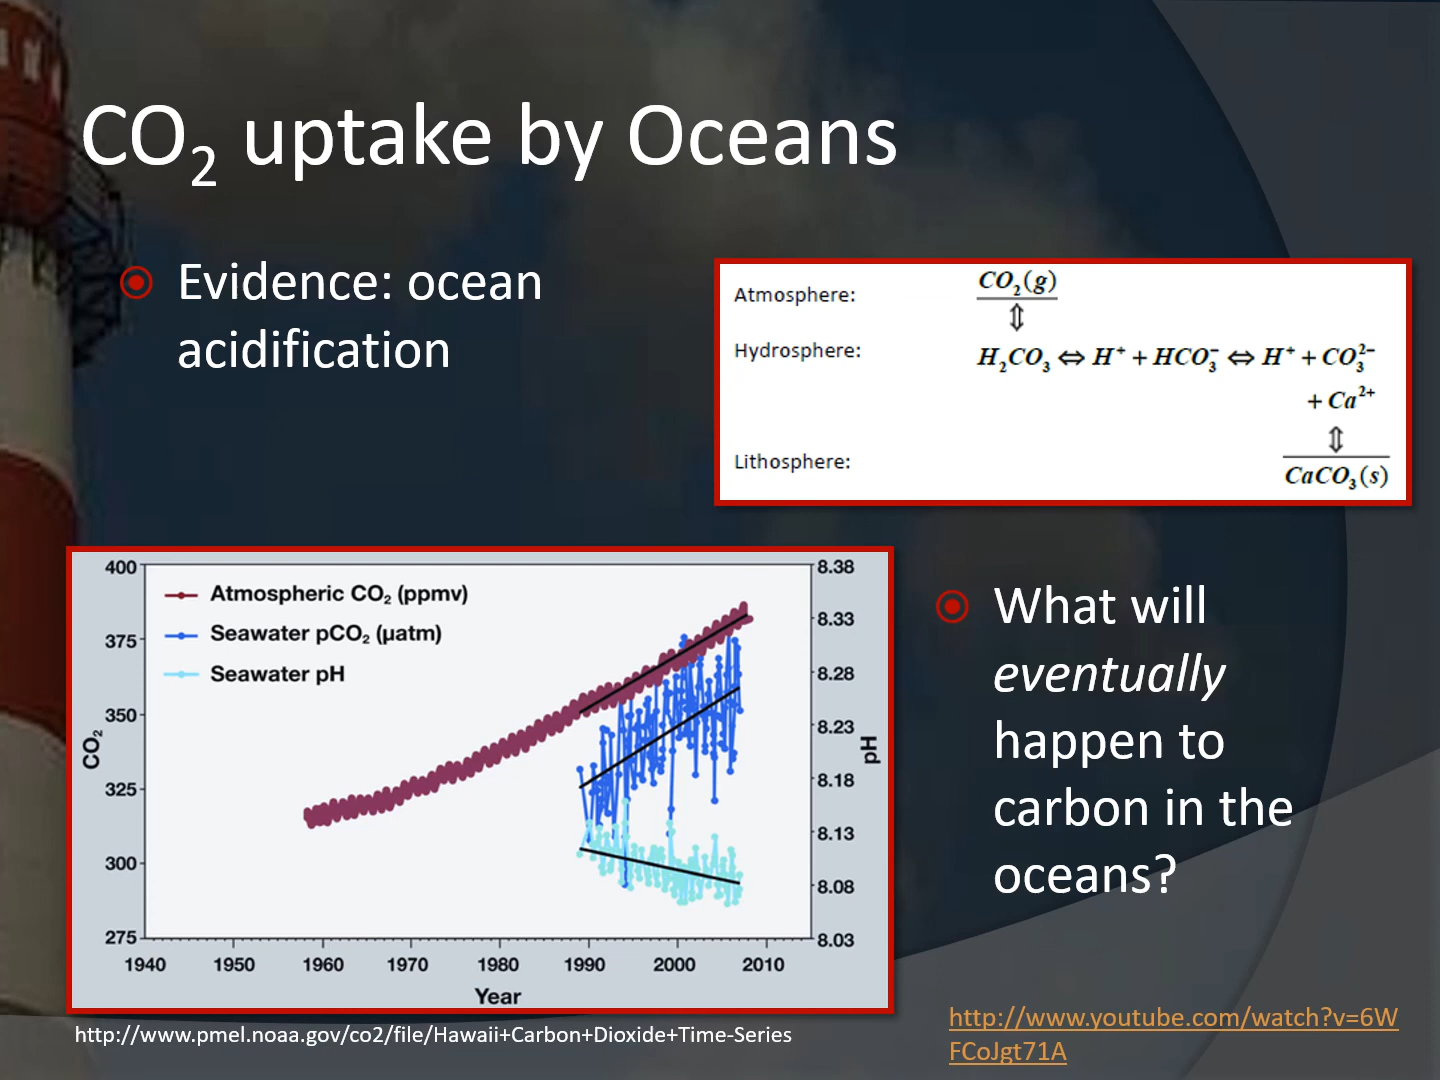 CO₂ uptake by Oceans
Evidence: ocean
acidification
Atmosphere: CO₂(g)
⇕
Hydrosphere: H₂CO₃ ⇔ H⁺ + HCO₃⁻ ⇔ H⁺ + CO₃²⁻
+ Ca²⁺
⇕
Lithosphere: CaCO₃(s)
Atmospheric CO₂ (ppmv)
Seawater pCO₂ (µatm)
Seawater pH
400
375
350
325
300
275
CO₂
8.38
8.33
8.28
8.23
8.18
8.13
8.08
8.03
pH
1940 1950 1960 1970 1980 1990 2000 2010
Year
http://www.pmel.noaa.gov/co2/file/Hawaii+Carbon+Dioxide+Time-Series
What will
eventually
happen to
carbon in the
oceans?
http://www.youtube.com/watch?v=6W
FCoJgt71A